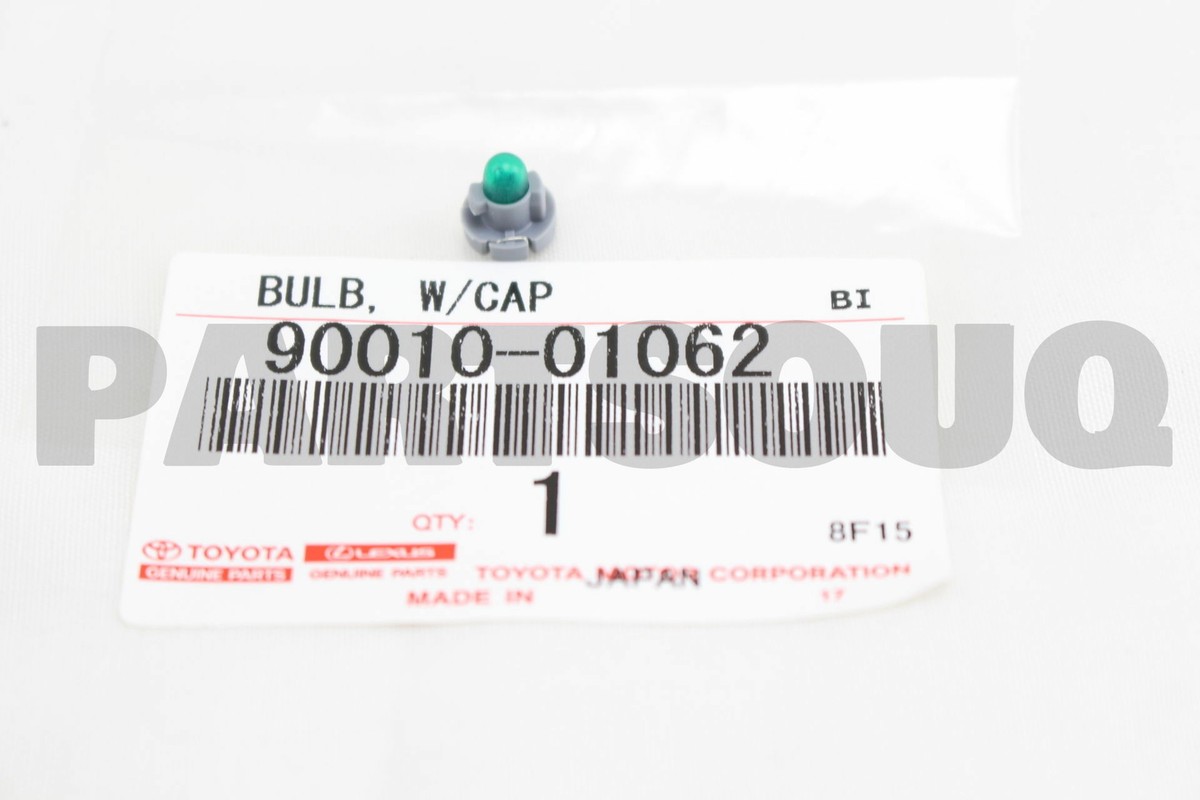 BULB, W/CAP BI
90010-01062
PARTSOUQ
QTY: 1
8F15
TOYOTA LEXUS
GENUINE PARTS GENUINE PARTS TOYOTA MOTOR CORPORATION
MADE IN JAPAN 17